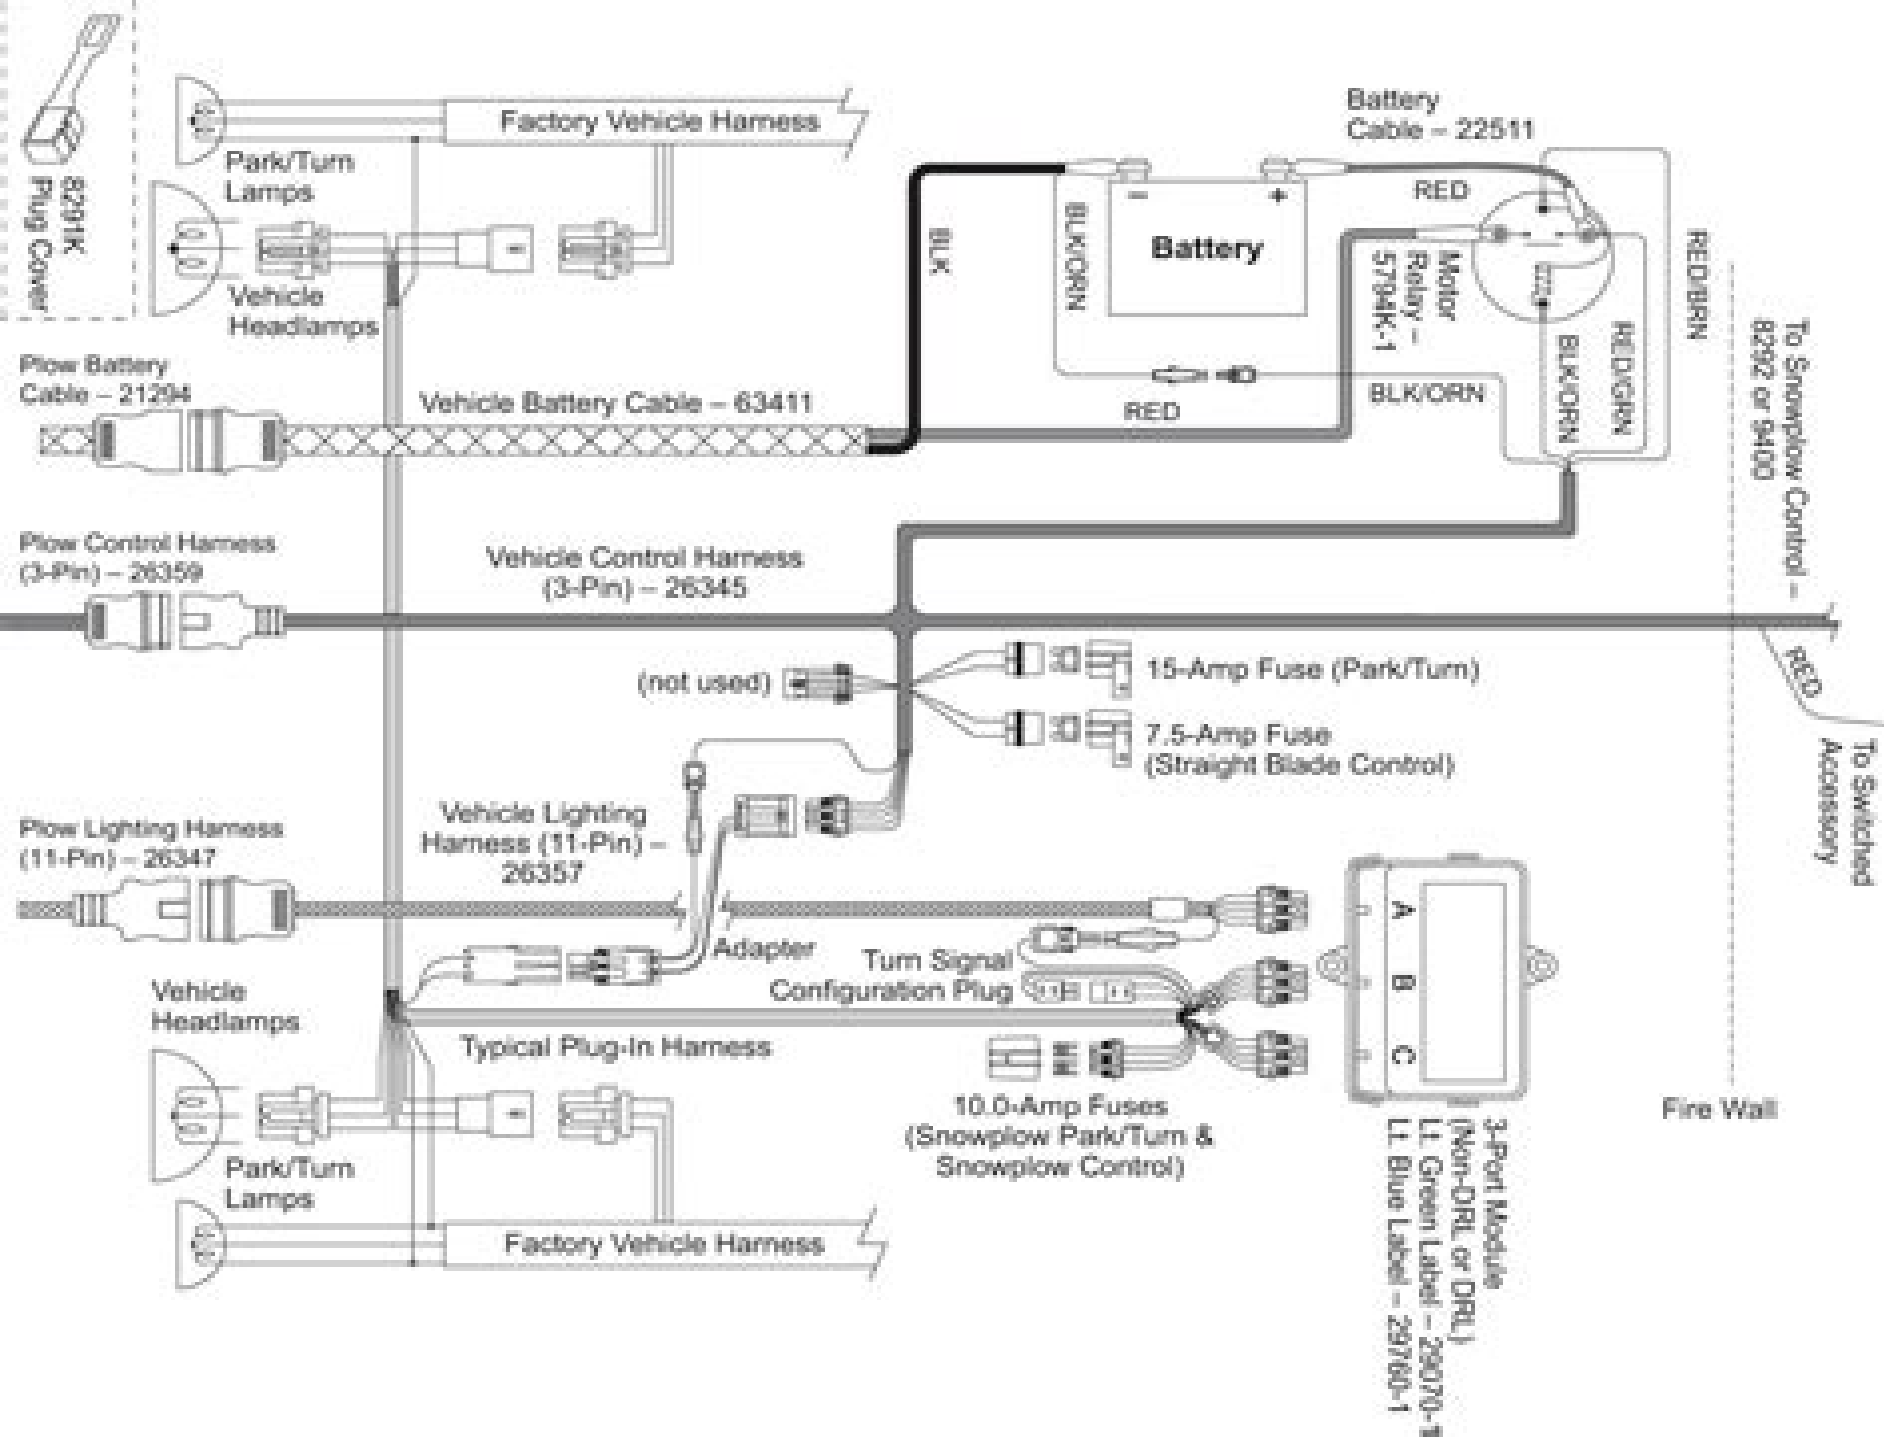 8291K
Plug Cover
Factory Vehicle Harness
Park/Turn
Lamps
Vehicle
Headlamps
Battery
Cable – 22511
RED
BLK
BLK/ORN
– +
Battery
Motor
Relay –
5794K-1
RED/BRN
RED/GRN
BLK/ORN
BLK/ORN
RED
To Snowplow Control –
8292 or 9400
Plow Battery
Cable – 21294
Vehicle Battery Cable – 63411
Plow Control Harness
(3-Pin) – 26359
Vehicle Control Harness
(3-Pin) – 26345
(not used)
15-Amp Fuse (Park/Turn)
7.5-Amp Fuse
(Straight Blade Control)
RED
To Switched
Accessory
Plow Lighting Harness
(11-Pin) – 26347
Vehicle Lighting
Harness (11-Pin) –
26357
Adapter
Turn Signal
Configuration Plug
A
B
C
Vehicle
Headlamps
Typical Plug-In Harness
10.0-Amp Fuses
(Snowplow Park/Turn &
Snowplow Control)
Fire Wall
3-Port Module
(Non-DRL or DRL)
Lt. Green Label – 29070-1
Lt. Blue Label – 29760-1
Park/Turn
Lamps
Factory Vehicle Harness